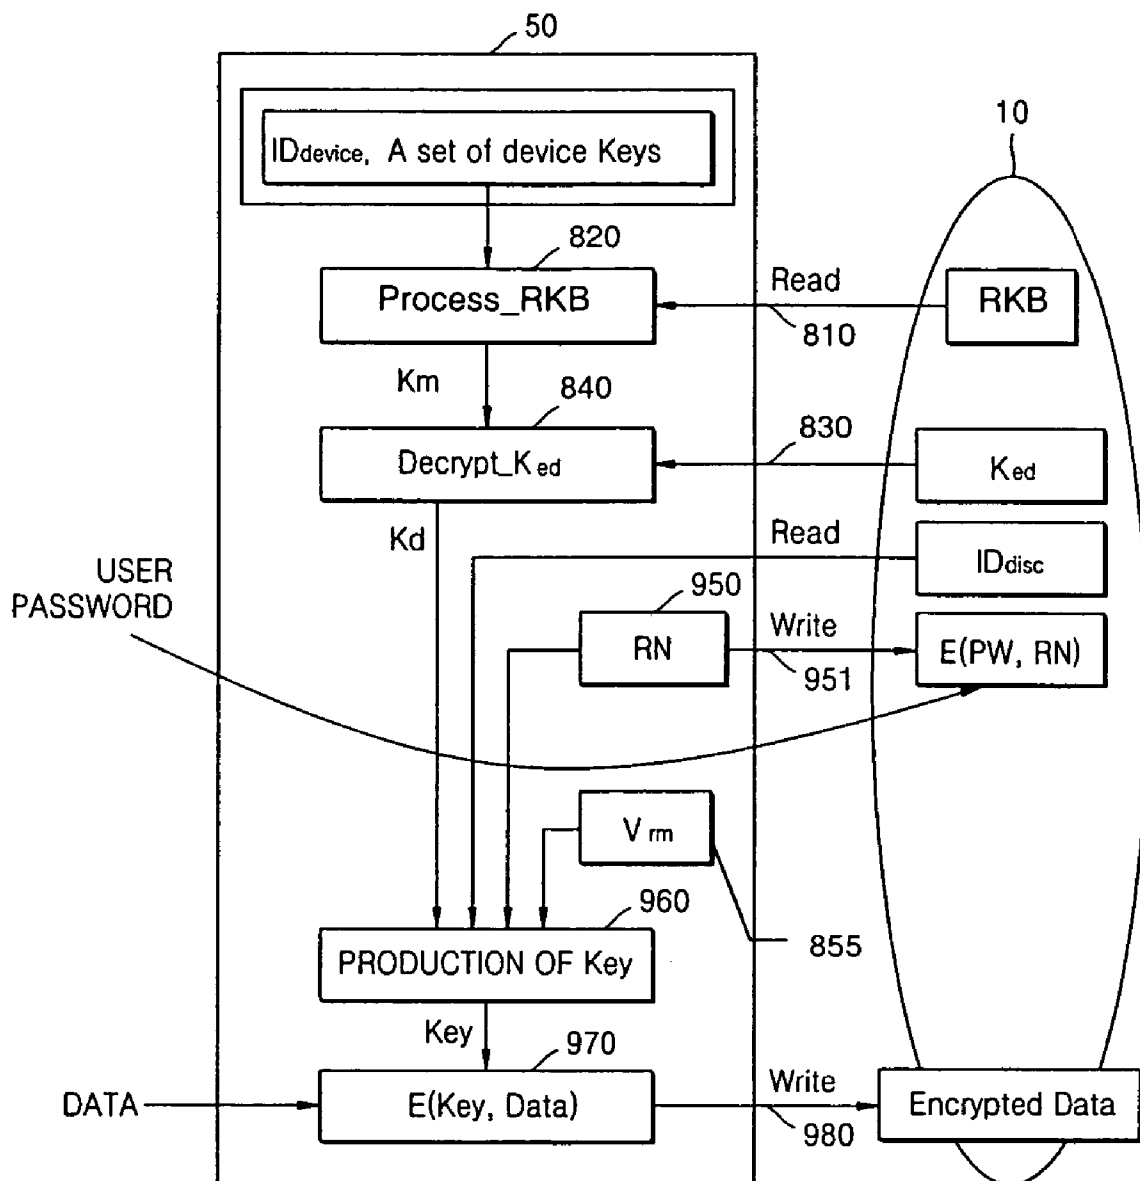 50
10
IDdevice, A set of device Keys
820
Process_RKB
Read
810
RKB
Km
840
830
Decrypt_Ked
Ked
Kd
Read
IDdisc
USER
PASSWORD
950
RN
Write
951
E(PW, RN)
Vrm
855
960
PRODUCTION OF Key
Key
970
DATA
E(Key, Data)
Write
980
Encrypted Data